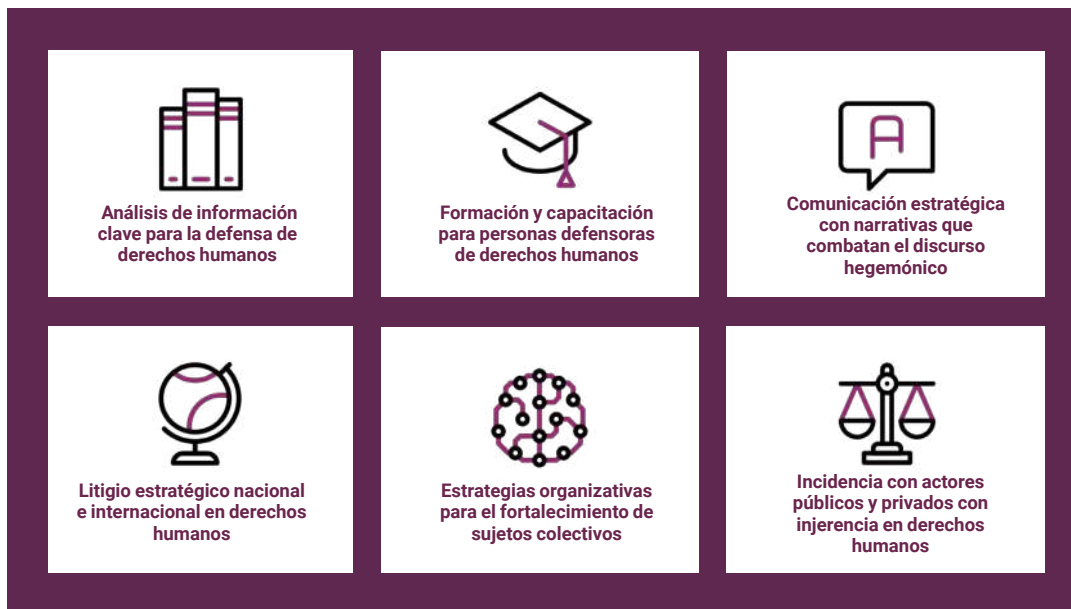 Análisis de información
clave para la defensa de
derechos humanos
Formación y capacitación
para personas defensoras
de derechos humanos
A
Comunicación estratégica
con narrativas que
combatan el discurso
hegemónico
Litigio estratégico nacional
e internacional en derechos
humanos
Estrategias organizativas
para el fortalecimiento de
sujetos colectivos
Incidencia con actores
públicos y privados con
injerencia en derechos
humanos